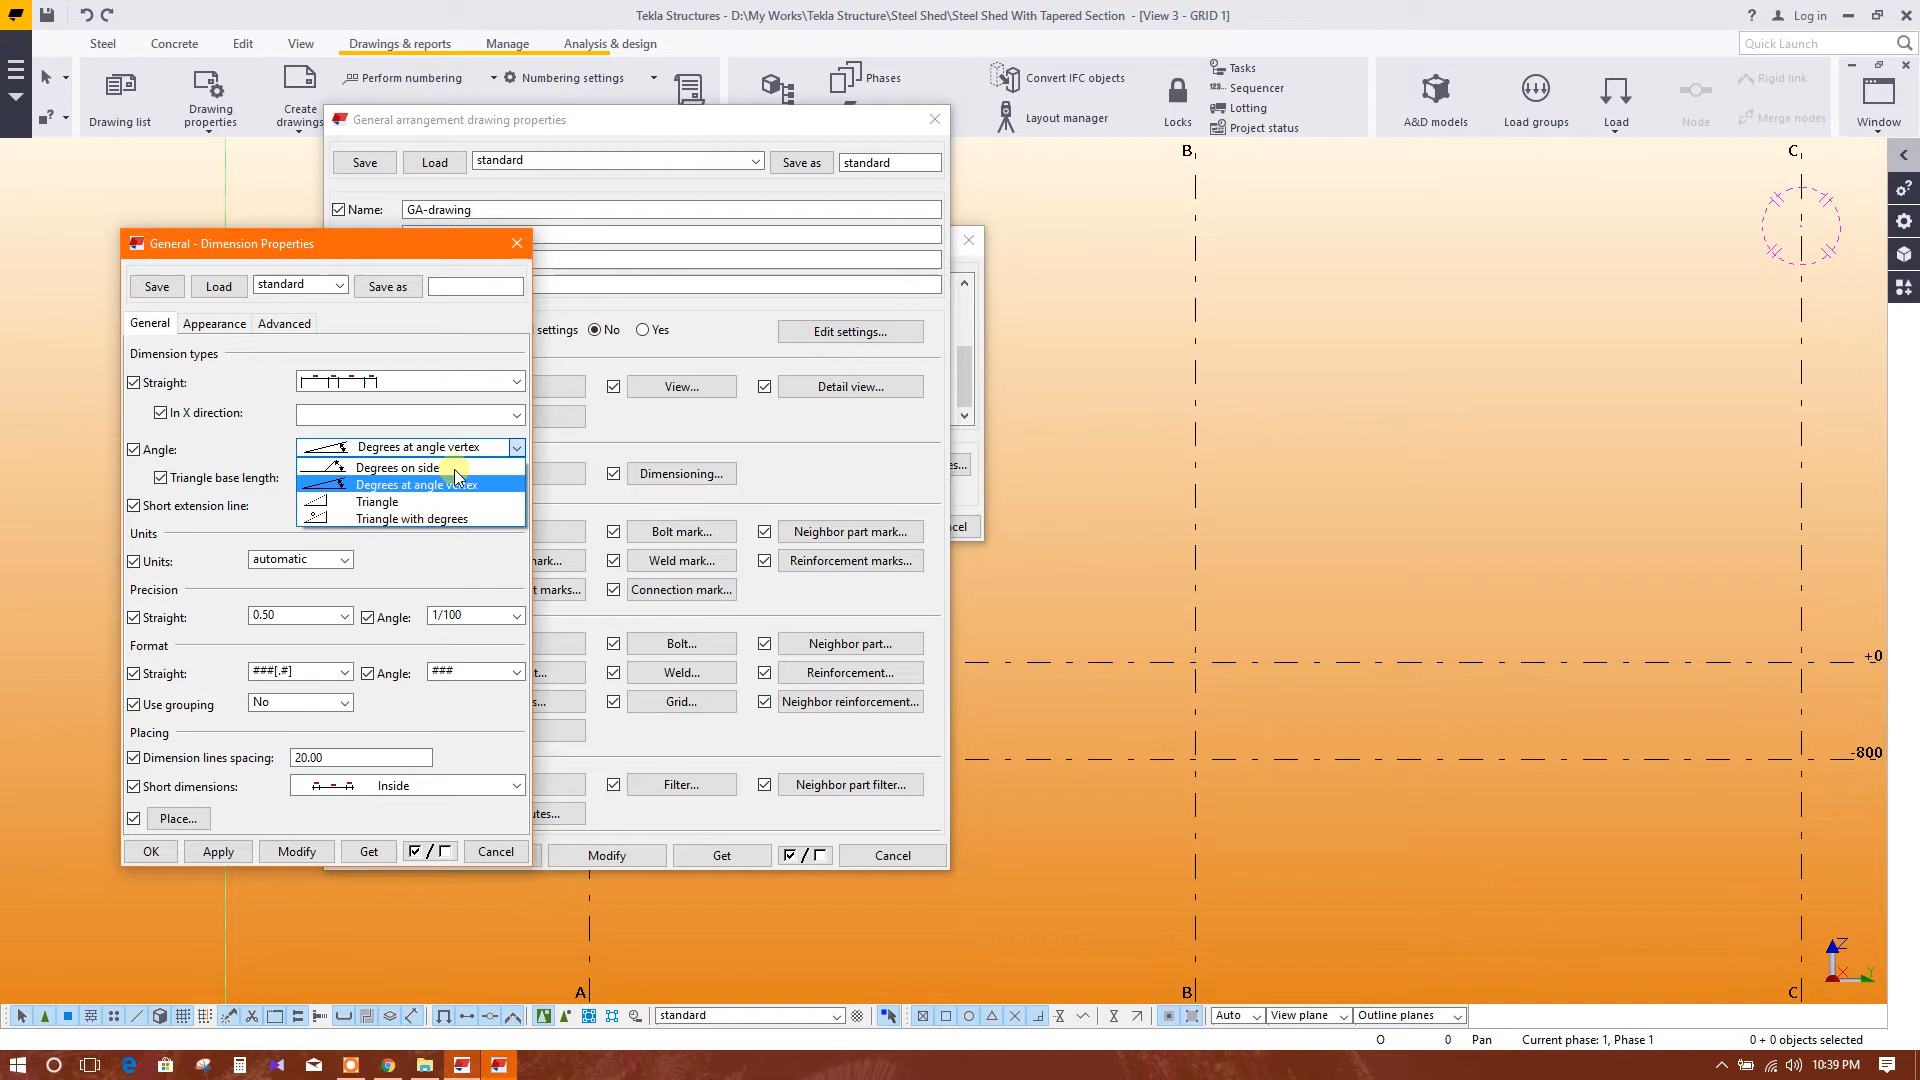 Tekla Structures - D:\My Works\Tekla Structure\Steel Shed\Steel Shed With Tapered Section - [View 3 - GRID 1]
? Log in
Steel Concrete Edit View Drawings & reports Manage Analysis & design
Quick Launch
Drawing list
Drawing properties
Create drawings
Perform numbering
Numbering settings
Phases
Convert IFC objects
Layout manager
Locks
Tasks
Sequencer
Lotting
Project status
A&D models
Load groups
Load
Node
Rigid link
Merge nodes
Window
General arrangement drawing properties
Save Load standard Save as standard
Name: GA-drawing
settings No Yes Edit settings...
View... Detail view...
Dimensioning...
Bolt mark... Neighbor part mark...
ark... Weld mark... Reinforcement marks...
t marks... Connection mark...
Bolt... Neighbor part...
t... Weld... Reinforcement...
s... Grid... Neighbor reinforcement...
Filter... Neighbor part filter...
utes...
Modify Get Cancel
es...
cel
General - Dimension Properties
Save Load standard Save as
General Appearance Advanced
Dimension types
Straight:
In X direction:
Angle: Degrees at angle vertex
Degrees on side
Degrees at angle vertex
Triangle
Triangle with degrees
Triangle base length:
Short extension line:
Units
Units: automatic
Precision
Straight: 0.50 Angle: 1/100
Format
Straight: ###[.#] Angle: ###
Use grouping No
Placing
Dimension lines spacing: 20.00
Short dimensions: Inside
Place...
OK Apply Modify Get Cancel
B C
+0
-800
A B C
Z
X Y
standard Auto View plane Outline planes
O 0 Pan Current phase: 1, Phase 1 0 + 0 objects selected
10:39 PM